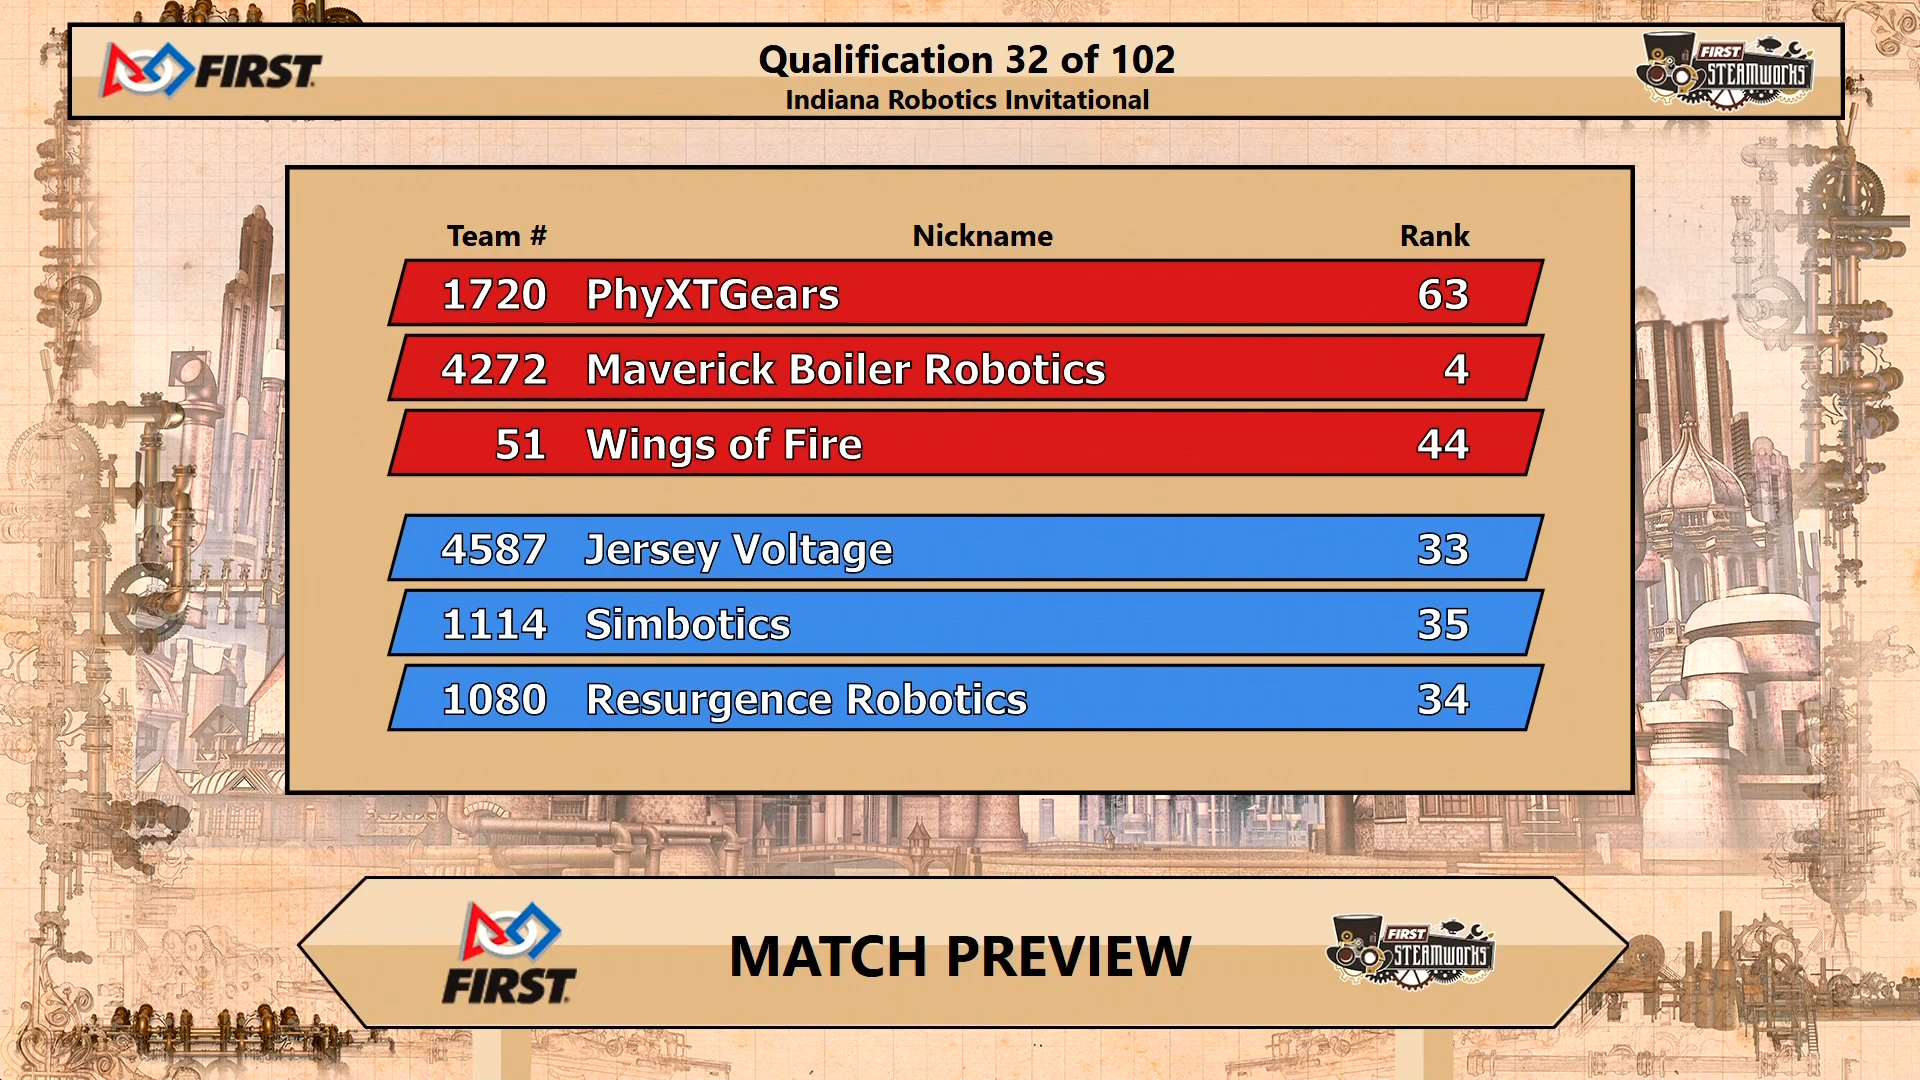 FIRST
Qualification 32 of 102
Indiana Robotics Invitational
FIRST
STEAMWORKS
Team # Nickname Rank
1720 PhyXTGears 63
4272 Maverick Boiler Robotics 4
51 Wings of Fire 44
4587 Jersey Voltage 33
1114 Simbotics 35
1080 Resurgence Robotics 34
FIRST
MATCH PREVIEW
FIRST
STEAMWORKS